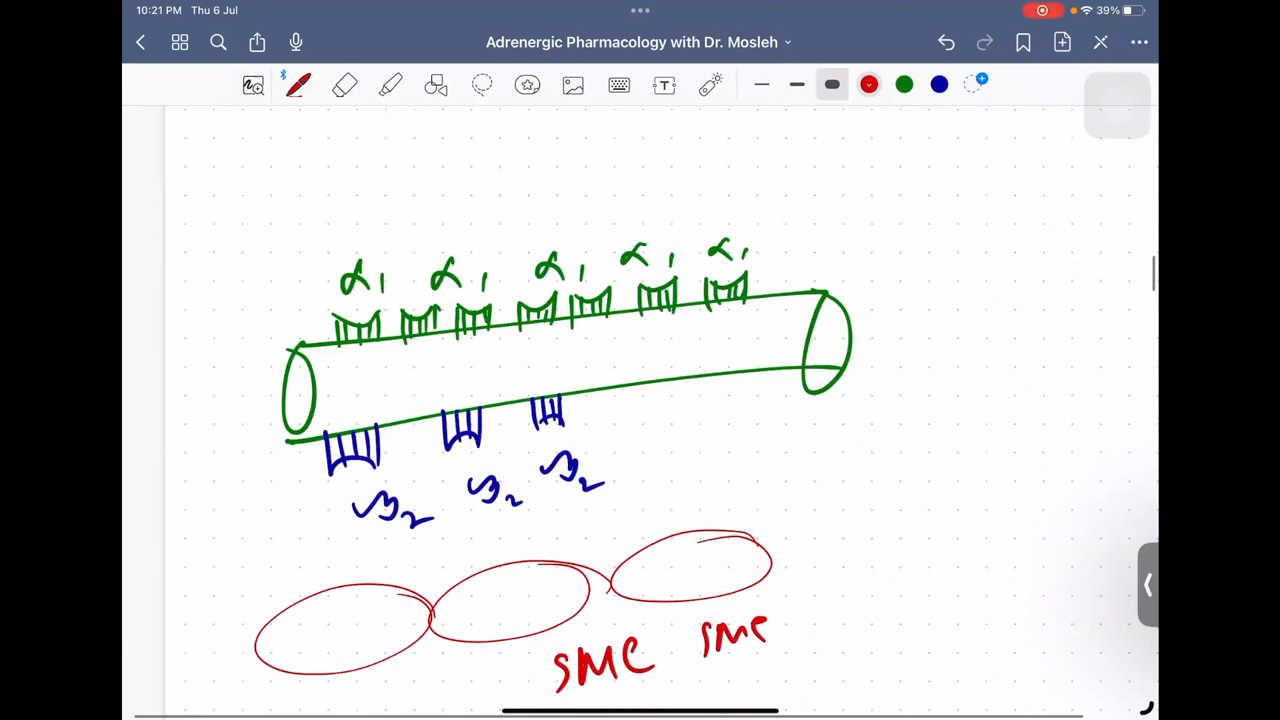 10:21 PM Thu 6 Jul 39%
Adrenergic Pharmacology with Dr. Mosleh
T
α1 α1 α1 α1 α1
β2 β2 β2
SMC SMC